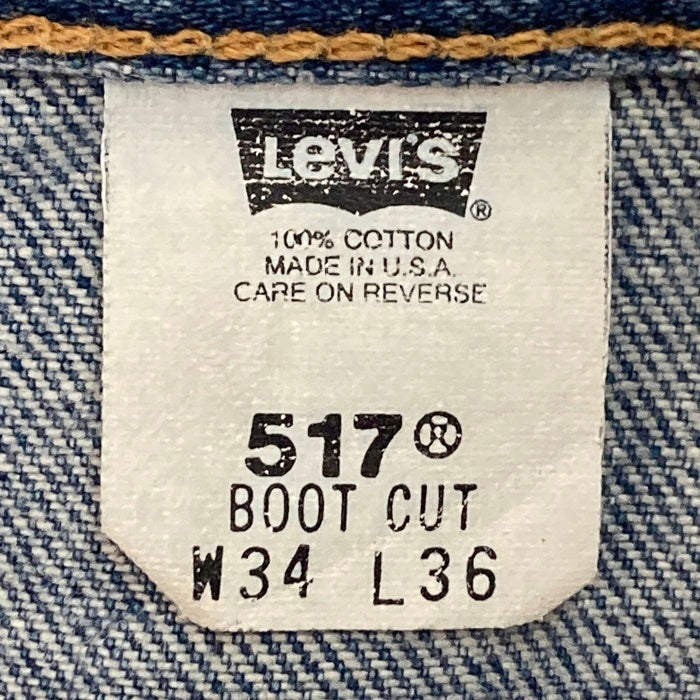 Levi's®
100% COTTON
MADE IN U.S.A.
CARE ON REVERSE
517®
BOOT CUT
W34 L36